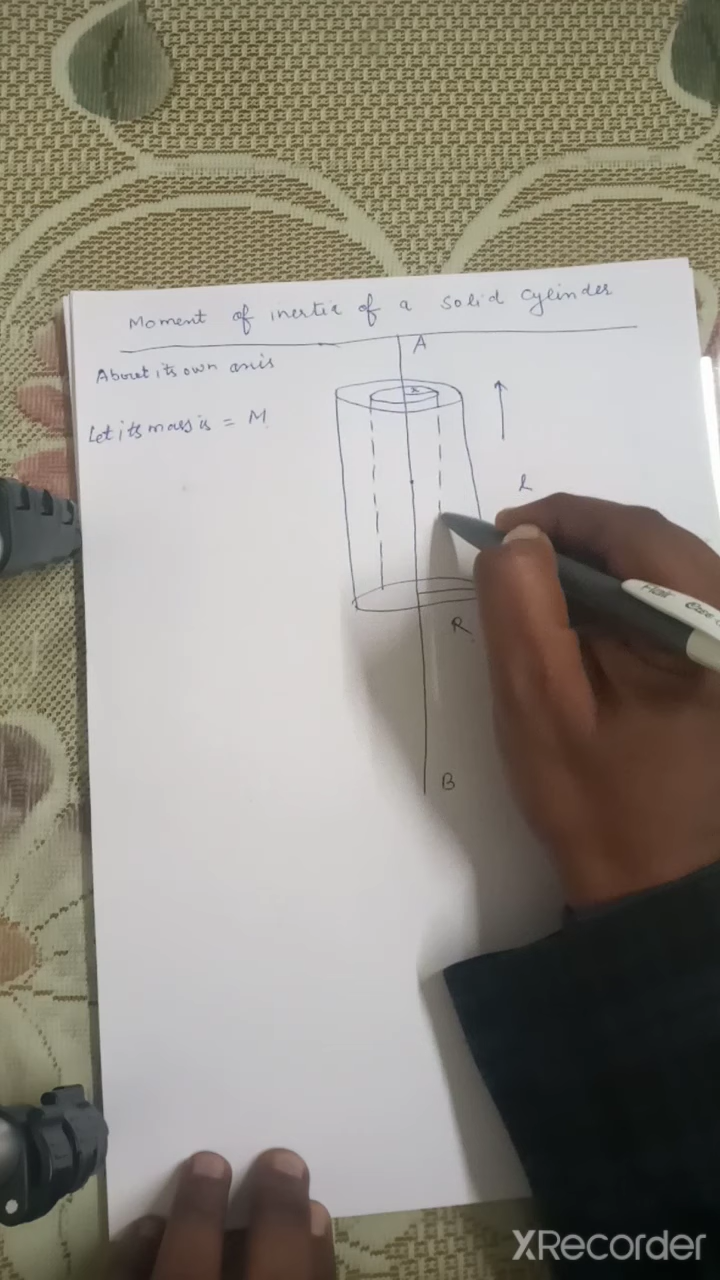 Moment of inertia of a solid cylinder
About its own axis
A
x
Let its mass is = M
R
B
XRecorder